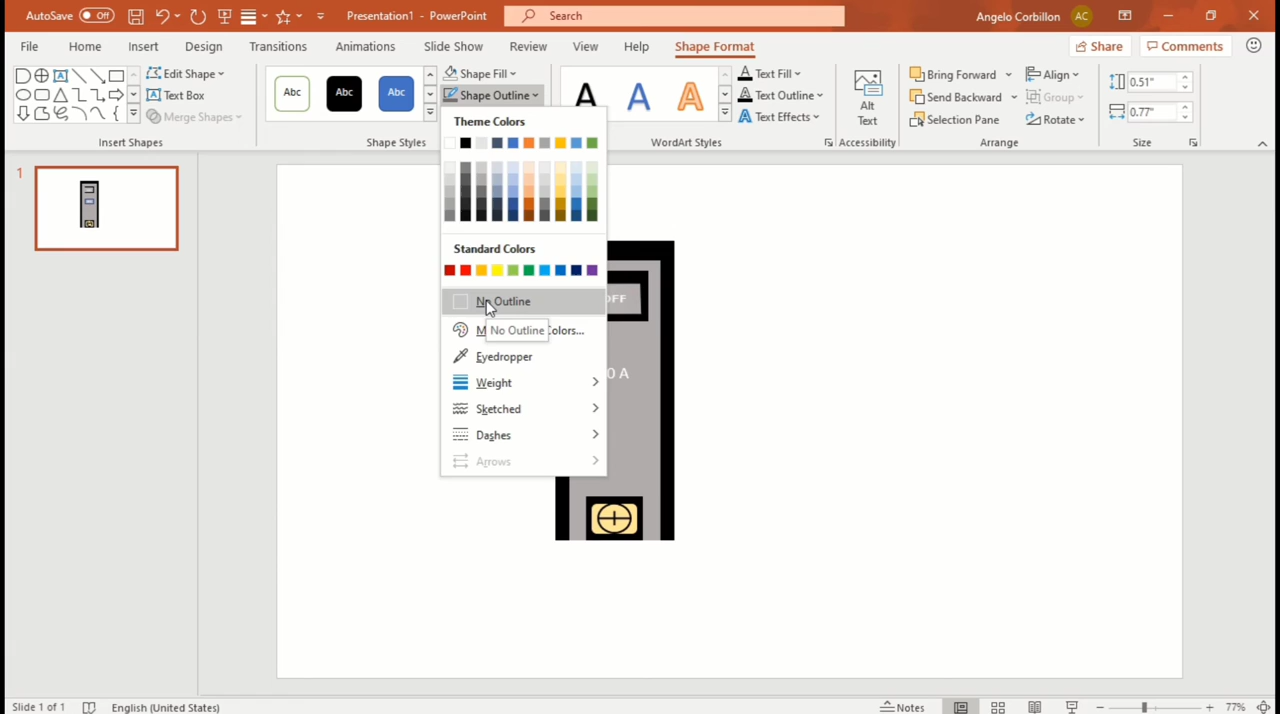 AutoSave Off Presentation1 - PowerPoint Search Angelo Corbillon AC
File Home Insert Design Transitions Animations Slide Show Review View Help Shape Format Share Comments
Edit Shape
Text Box
Merge Shapes
Insert Shapes
Abc Abc Abc
Shape Fill
Shape Outline
Shape Styles
A A A
Text Fill
Text Outline
Text Effects
WordArt Styles
Alt
Text
Accessibility
Bring Forward
Send Backward
Selection Pane
Align
Group
Rotate
Arrange
0.51"
0.77"
Size
Theme Colors
Standard Colors
No Outline
No Outline
Colors...
Eyedropper
Weight
Sketched
Dashes
Arrows
1
OFF
0 A
Slide 1 of 1 English (United States) Notes 77%